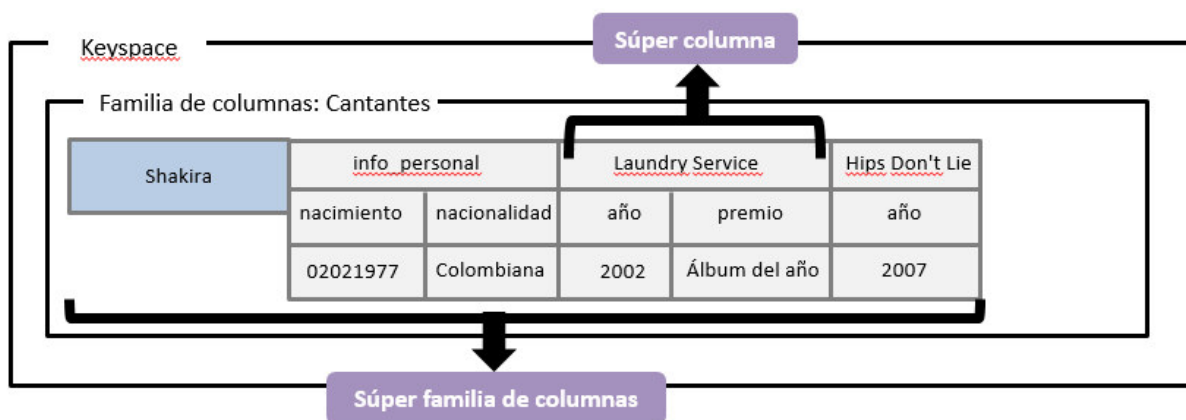 Súper columna
Keyspace
Familia de columnas: Cantantes
Shakira info_personal Laundry Service Hips Don't Lie
nacimiento nacionalidad año premio año
02021977 Colombiana 2002 Álbum del año 2007
Súper familia de columnas